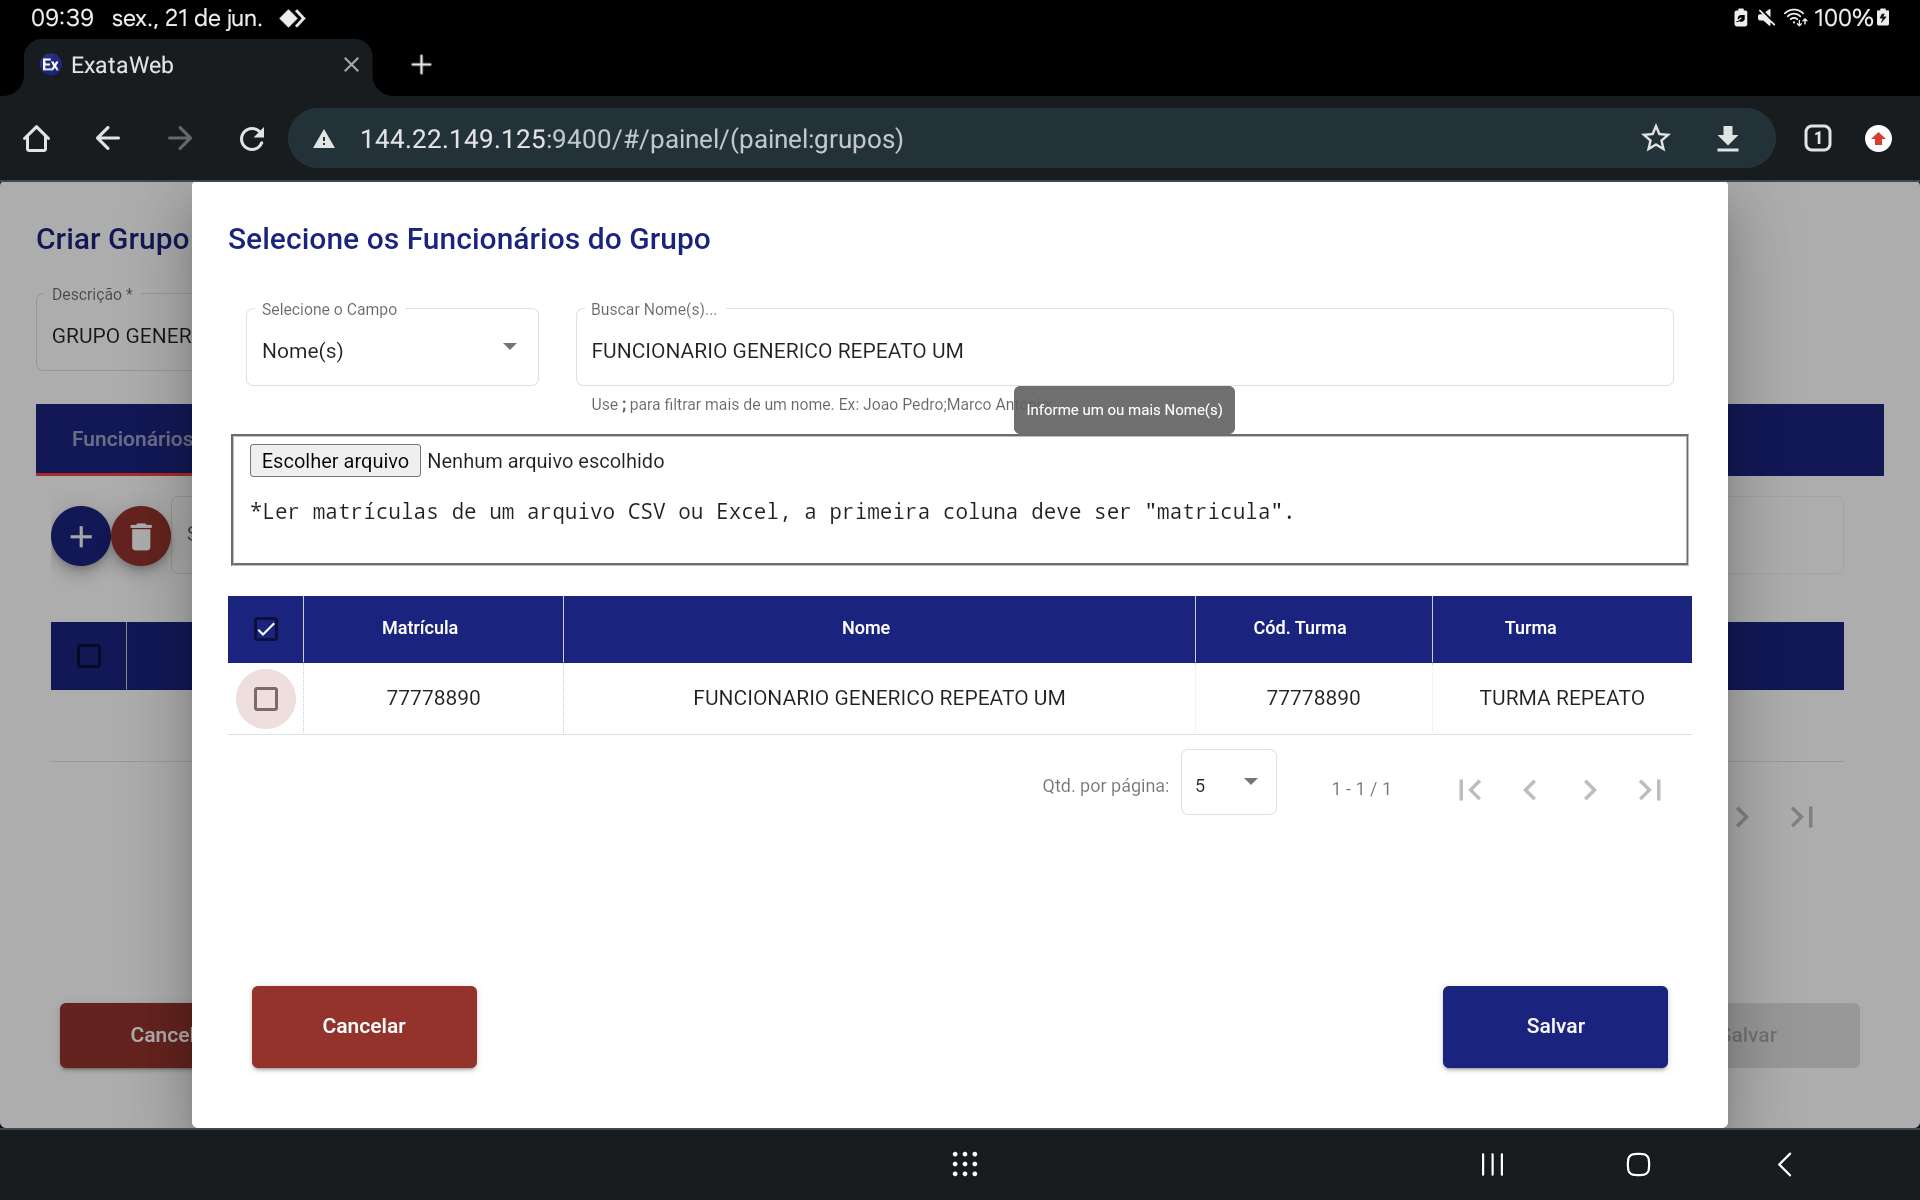 09:39 sex., 21 de jun. 100%
Ex ExataWeb
144.22.149.125:9400/#/painel/(painel:grupos) 1
Criar Grupo
Selecione os Funcionários do Grupo
Descrição *
GRUPO GENER
Selecione o Campo
Nome(s)
Buscar Nome(s)...
FUNCIONARIO GENERICO REPEATO UM
Use ; para filtrar mais de um nome. Ex: Joao Pedro;Marco An
Informe um ou mais Nome(s)
Funcionários
Escolher arquivo Nenhum arquivo escolhido
*Ler matrículas de um arquivo CSV ou Excel, a primeira coluna deve ser "matricula".
Matrícula Nome Cód. Turma Turma
77778890 FUNCIONARIO GENERICO REPEATO UM 77778890 TURMA REPEATO
Qtd. por página: 5 1 - 1 / 1
Cancelar Salvar
Cancel alvar